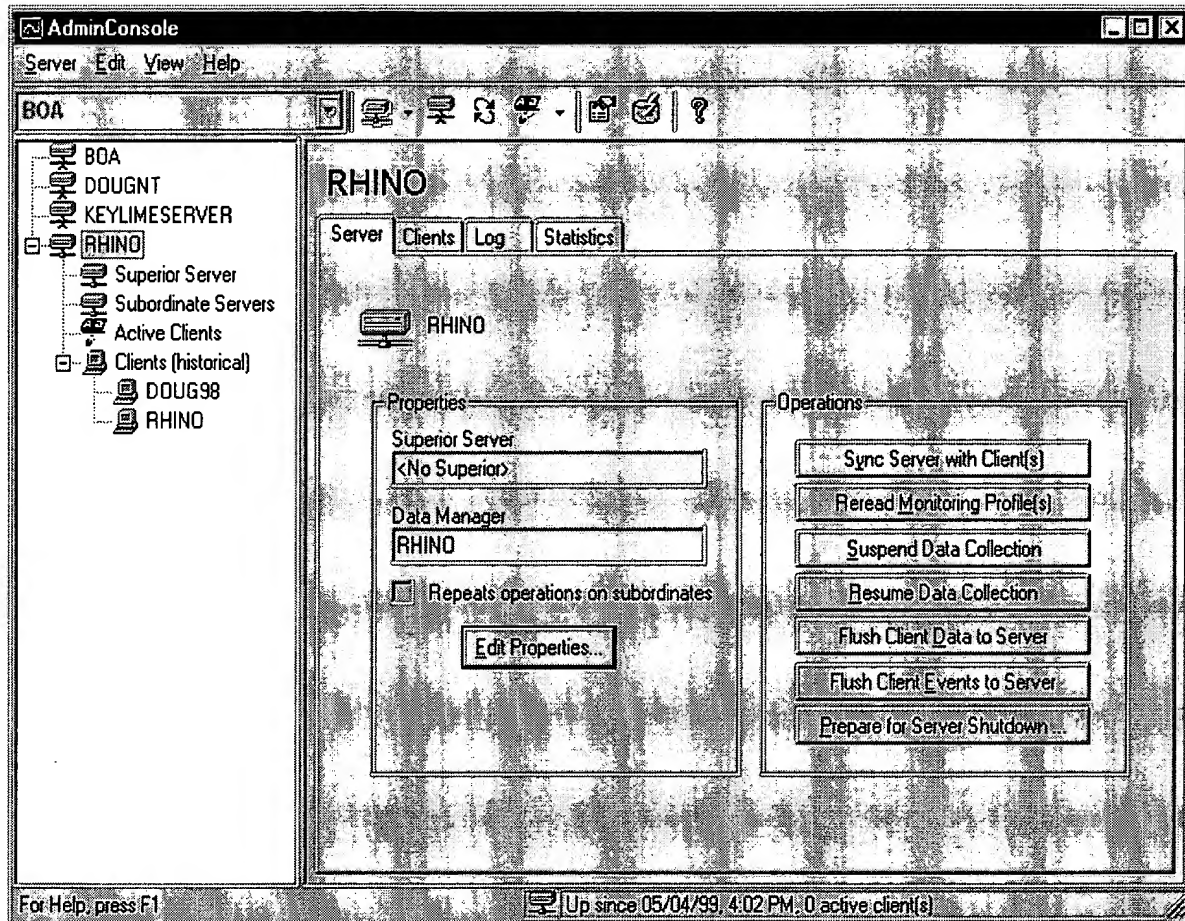 AdminConsole
Server Edit View Help
BOA
BOA
DOUGNT
KEYLIMESERVER
RHINO
Superior Server
Subordinate Servers
Active Clients
Clients (historical)
DOUG98
RHINO
RHINO
Server Clients Log Statistics
RHINO
Properties
Superior Server
<No Superior>
Data Manager
RHINO
Repeats operations on subordinates
Edit Properties...
Operations
Sync Server with Client(s)
Reread Monitoring Profile(s)
Suspend Data Collection
Resume Data Collection
Flush Client Data to Server
Flush Client Events to Server
Prepare for Server Shutdown...
For Help, press F1
Up since 05/04/99, 4:02 PM, 0 active client(s)